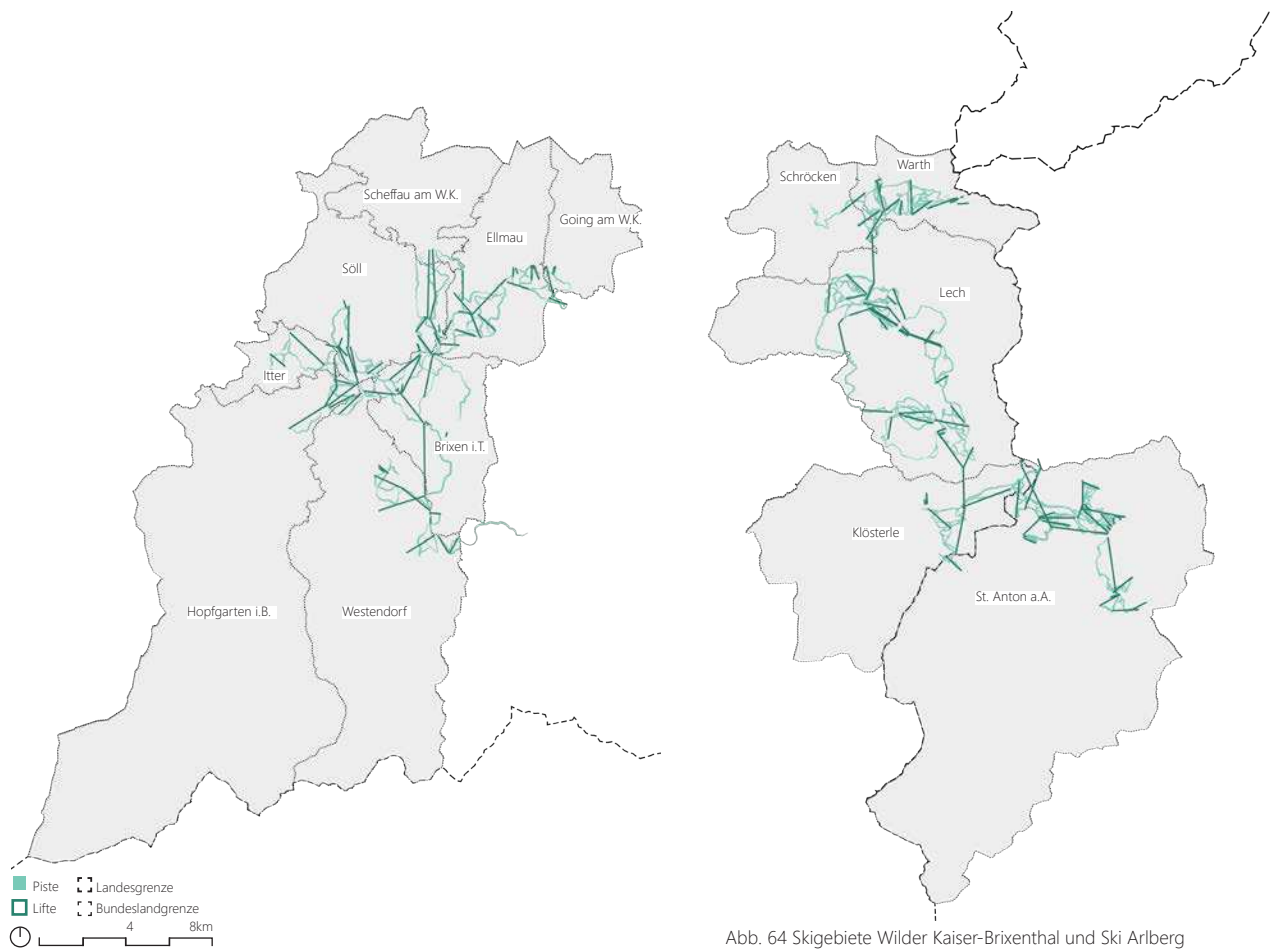 Scheffau am W.K.
Going am W.K.
Ellmau
Söll
Itter
Brixen i.T.
Hopfgarten i.B.
Westendorf
Warth
Schröcken
Lech
Klösterle
St. Anton a.A.
Piste
Landesgrenze
Lifte
Bundeslandgrenze
4
8km
Abb. 64 Skigebiete Wilder Kaiser-Brixenthal und Ski Arlberg